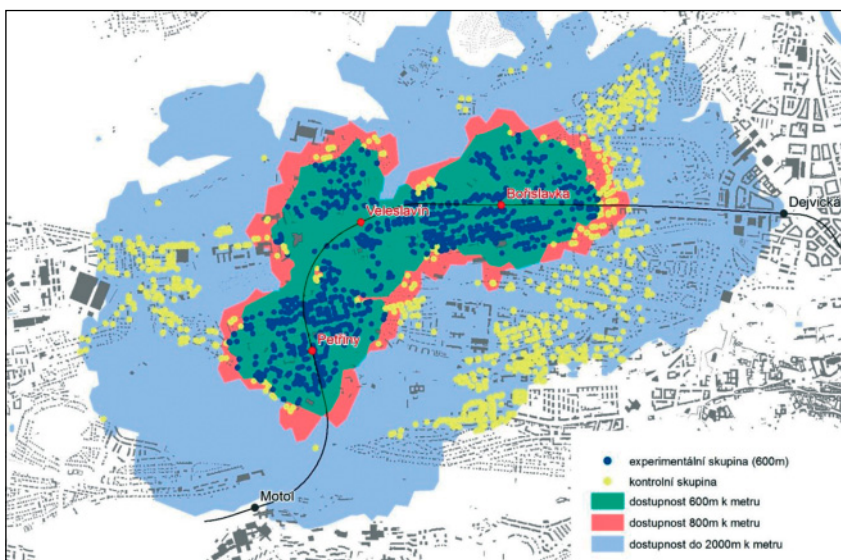 Bořislavka
Veleslavín
Dejvická
Petřiny
Motol
experimentální skupina (600m)
kontrolní skupina
dostupnost 600m k metru
dostupnost 800m k metru
dostupnost do 2000m k metru